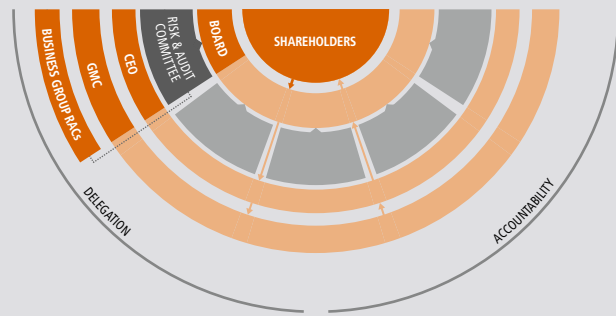 SHAREHOLDERS
BOARD
RISK & AUDIT
COMMITTEE
CEO
GMC
BUSINESS GROUP RACs
DELEGATION
ACCOUNTABILITY